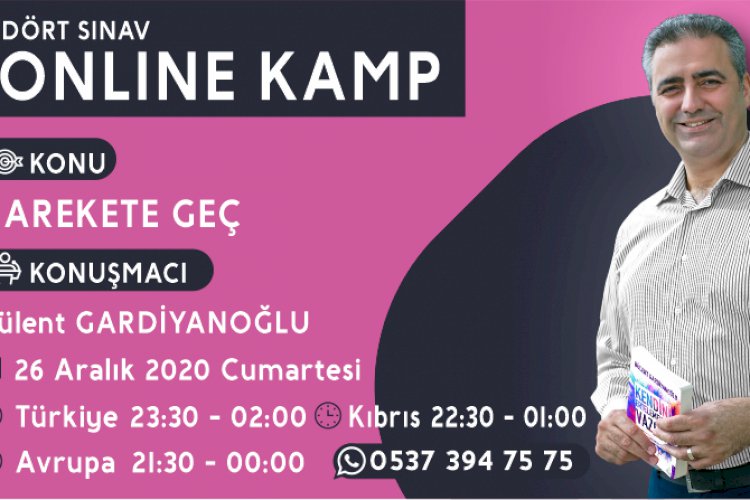 DÖRT SINAV
ONLINE KAMP
KONU
AREKETE GEÇ
KONUŞMACI
ülent GARDİYANOĞLU
26 Aralık 2020 Cumartesi
Türkiye 23:30 - 02:00 Kıbrıs 22:30 - 01:00
Avrupa 21:30 - 00:00 0537 394 75 75
KENDİN